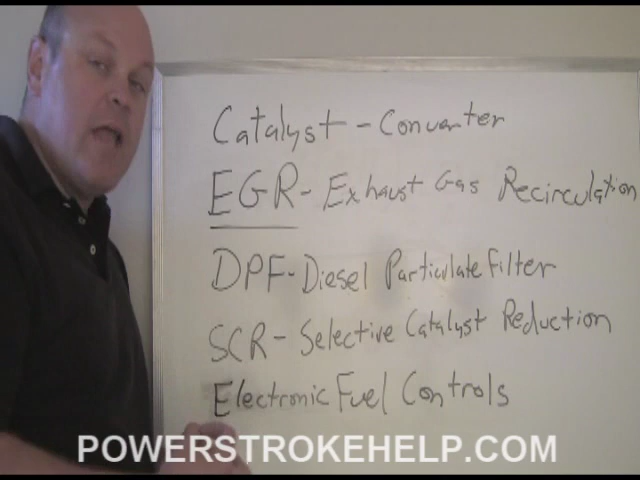 Catalyst - Converter
EGR - Exhaust Gas Recirculation
DPF - Diesel Particulate Filter
SCR - Selective Catalyst Reduction
Electronic Fuel Controls
POWERSTROKEHELP.COM